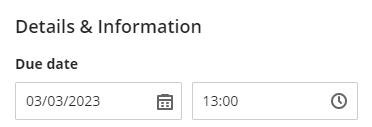 Details & Information
Due date
03/03/2023 13:00